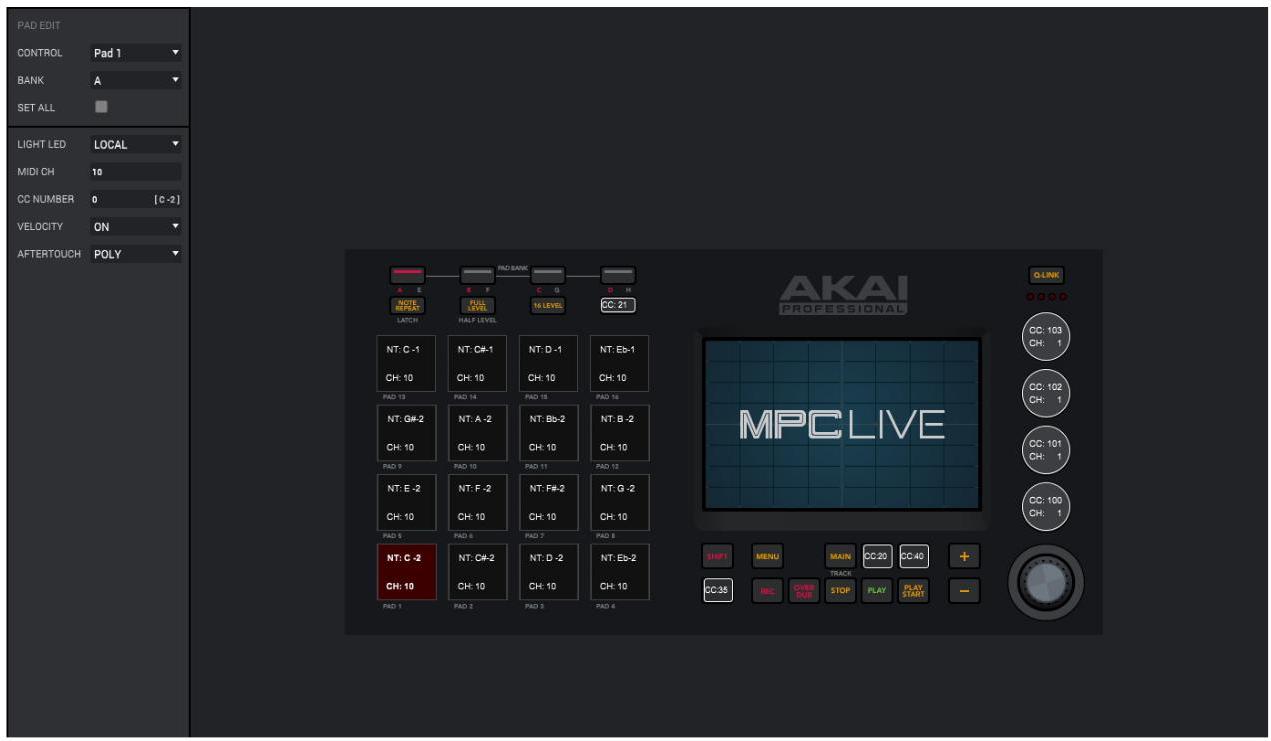 PAD EDIT
CONTROL Pad 1
BANK A
SET ALL
LIGHT LED LOCAL
MIDI CH 10
CC NUMBER 0 [ C -2 ]
VELOCITY ON
AFTERTOUCH POLY
PAD BANK
A E B F C G D H
NOTE REPEAT
FULL LEVEL
16 LEVEL
CC: 21
LATCH
HALF LEVEL
NT: C -1 NT: C#-1 NT: D -1 NT: Eb-1
CH: 10 CH: 10 CH: 10 CH: 10
PAD 13 PAD 14 PAD 15 PAD 16
NT: G#-2 NT: A -2 NT: Bb-2 NT: B -2
CH: 10 CH: 10 CH: 10 CH: 10
PAD 9 PAD 10 PAD 11 PAD 12
NT: E -2 NT: F -2 NT: F#-2 NT: G -2
CH: 10 CH: 10 CH: 10 CH: 10
PAD 5 PAD 6 PAD 7 PAD 8
NT: C -2 NT: C#-2 NT: D -2 NT: Eb-2
CH: 10 CH: 10 CH: 10 CH: 10
PAD 1 PAD 2 PAD 3 PAD 4
AKAI
PROFESSIONAL
MPC LIVE
Q-LINK
CC: 103
CH: 1
CC: 102
CH: 1
CC: 101
CH: 1
CC: 100
CH: 1
SHIFT MENU MAIN CC:20 CC:40 +
TRACK
CC:35 REC OVER DUB STOP PLAY PLAY START −